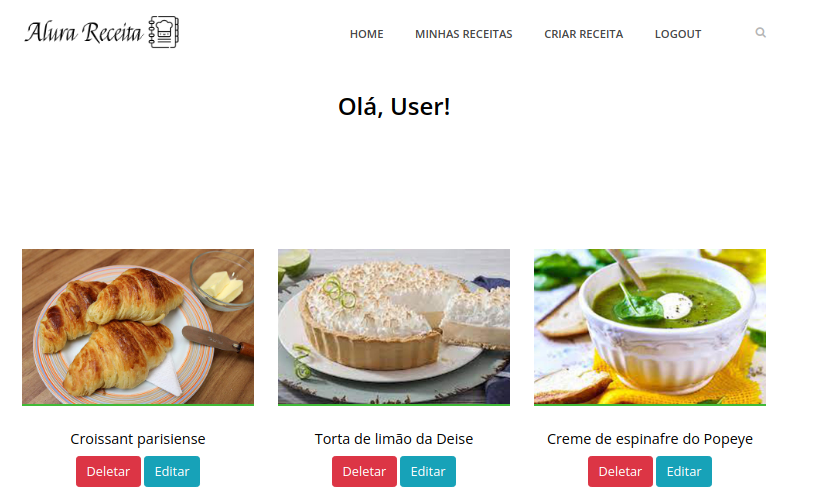 Alura Receita
HOME MINHAS RECEITAS CRIAR RECEITA LOGOUT
Olá, User!
Croissant parisiense
Deletar Editar
Torta de limão da Deise
Deletar Editar
Creme de espinafre do Popeye
Deletar Editar